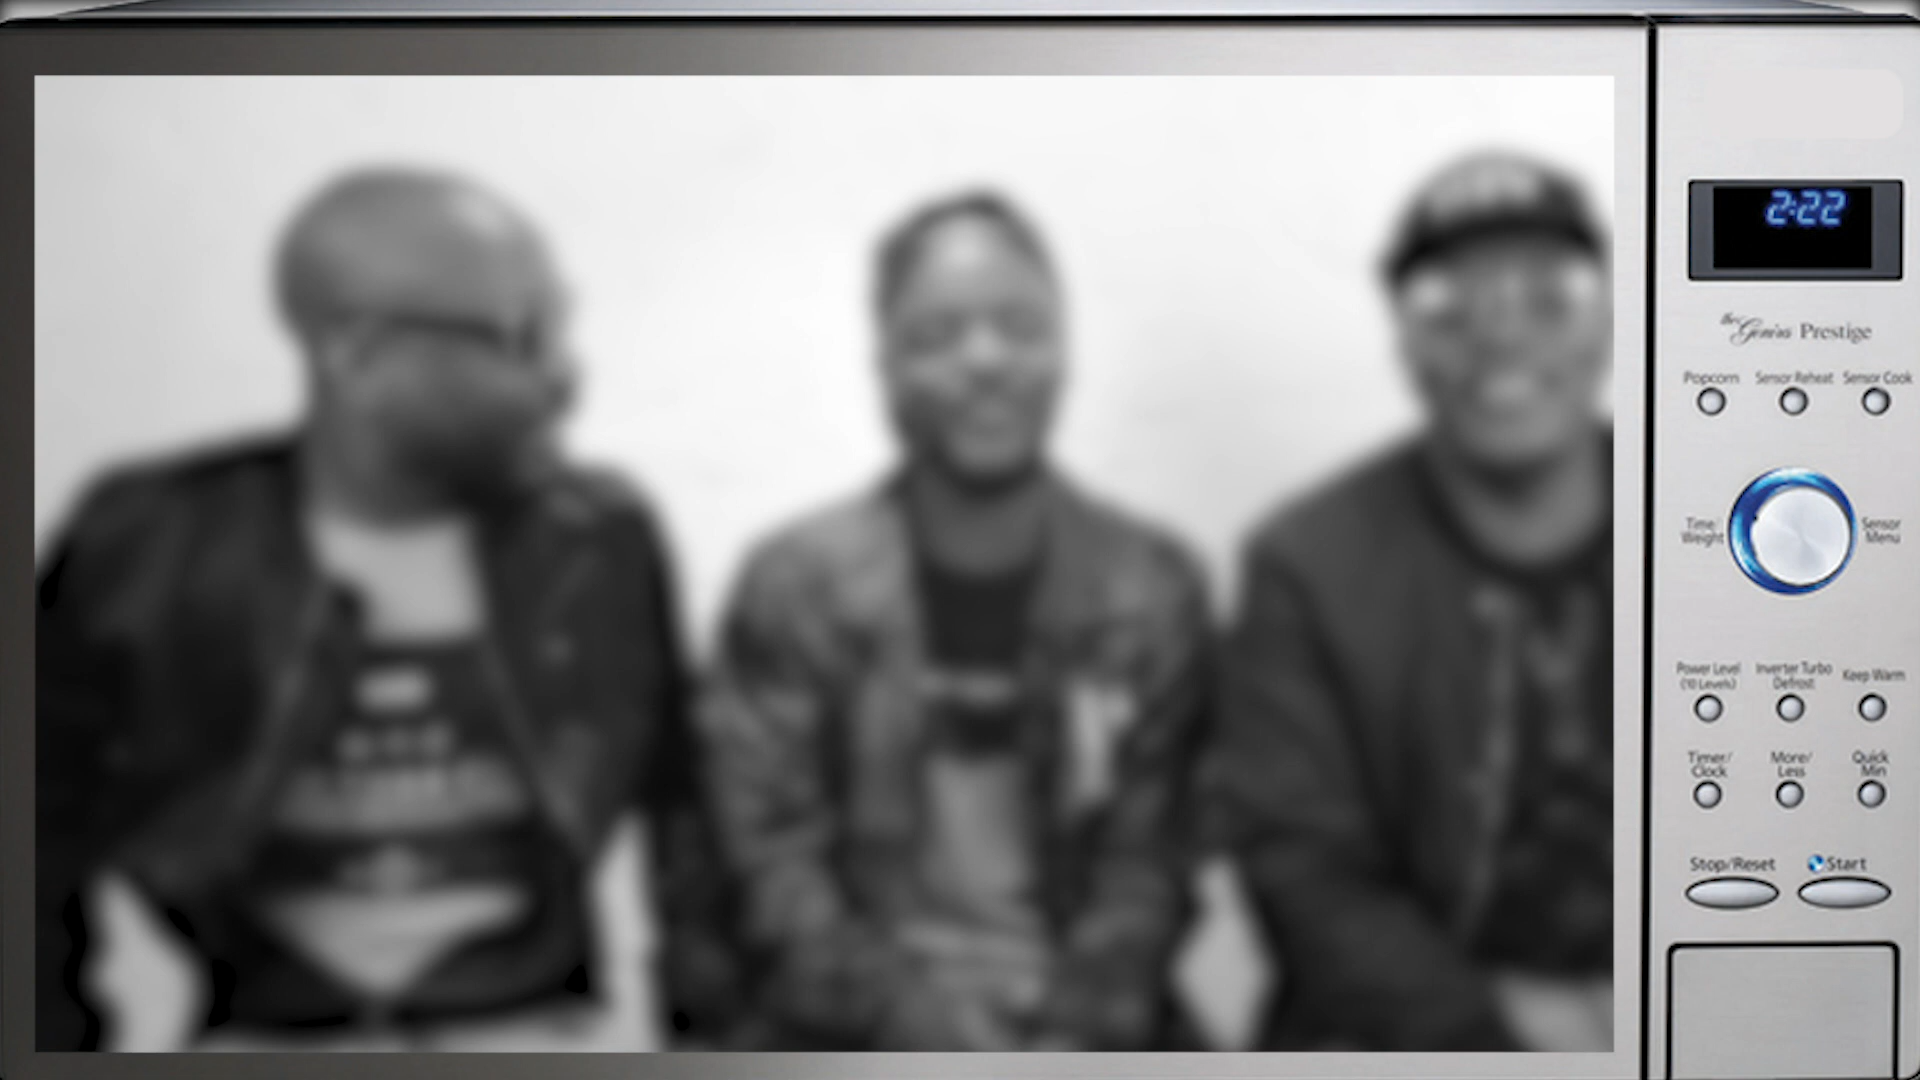 2:22
the Genius Prestige
Popcorn Sensor Reheat Sensor Cook
Time/
Weight
Sensor
Menu
Power Level
(10 Levels)
Inverter Turbo
Defrost
Keep Warm
Timer/
Clock
More/
Less
Quick
Min
Stop/Reset Start